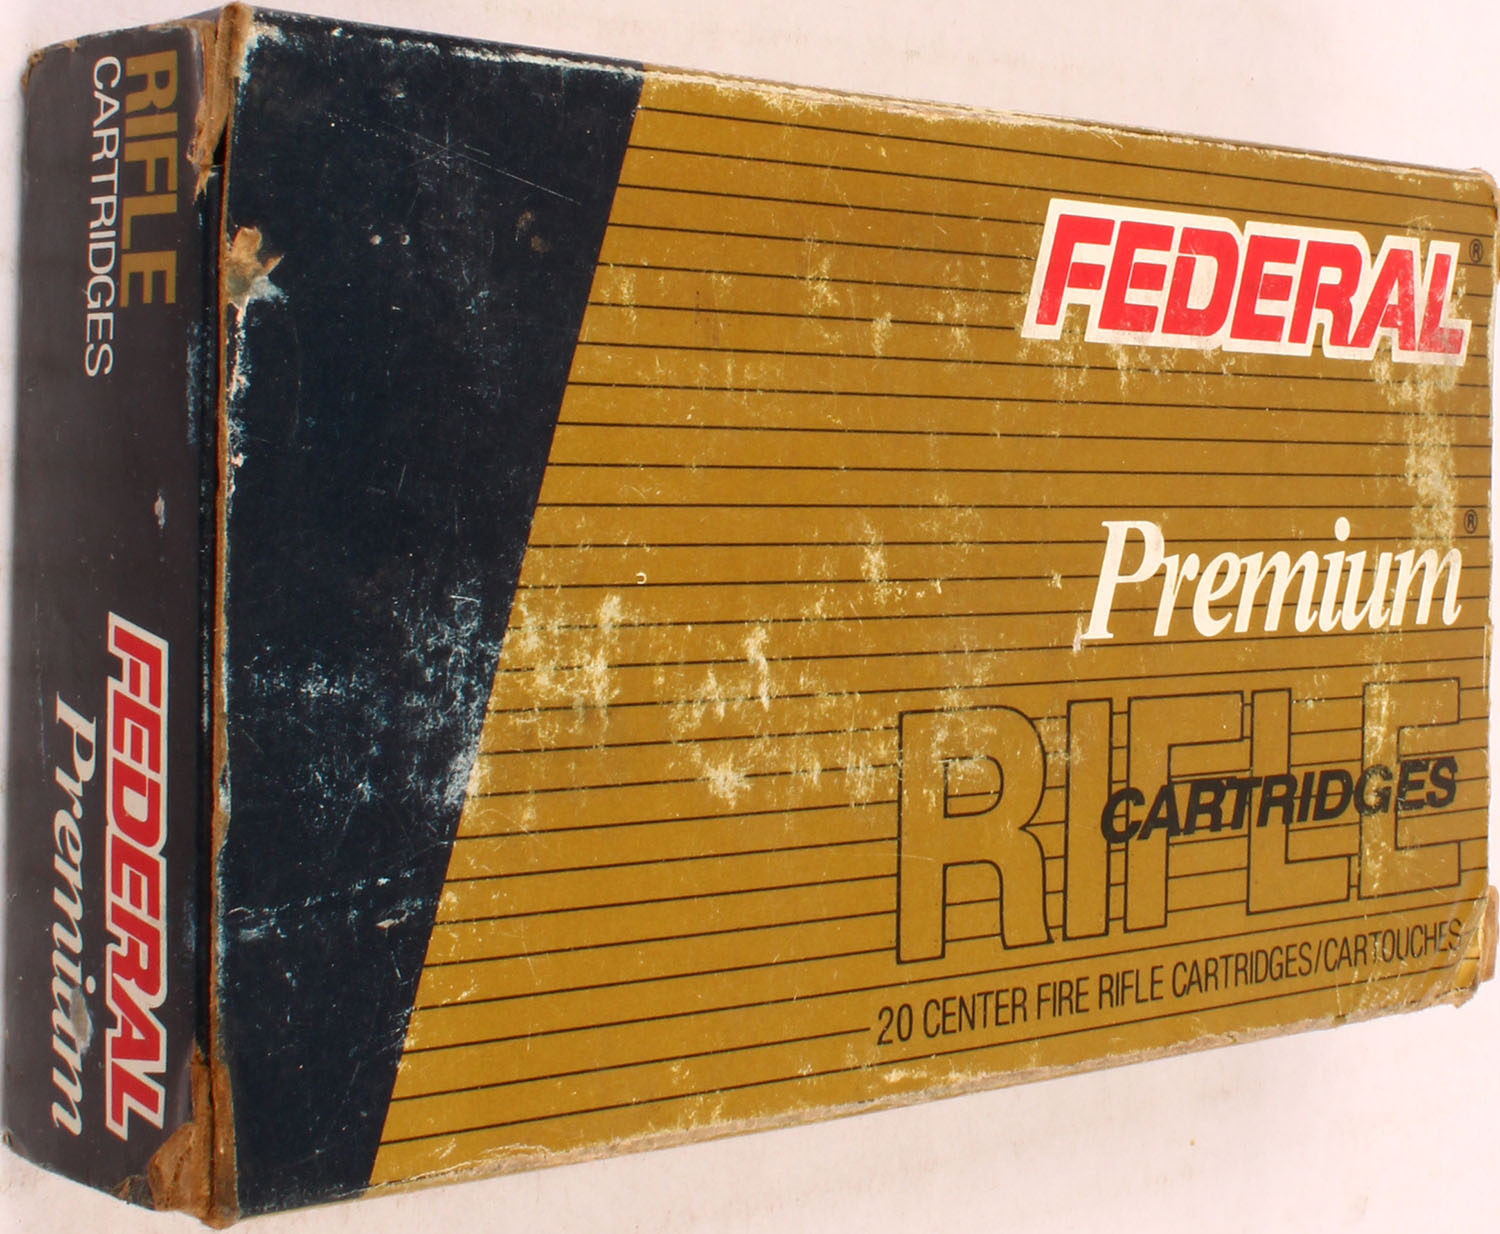 FEDERAL®
Premium®
RIFLE
CARTRIDGES
20 CENTER FIRE RIFLE CARTRIDGES/CARTOUCHES
RIFLE
CARTRIDGES
FEDERAL
Premium